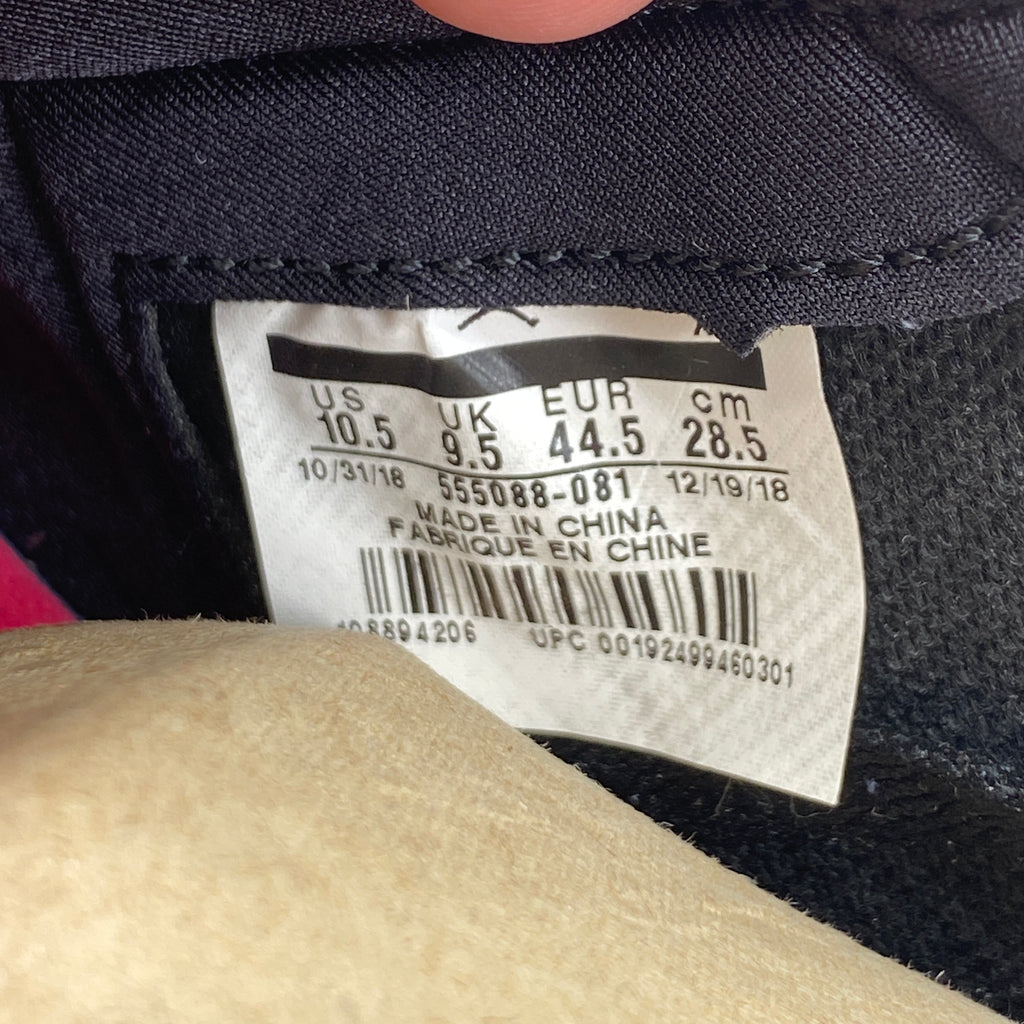 US UK EUR cm
10.5 9.5 44.5 28.5
10/31/18 555088-081 12/19/18
MADE IN CHINA
FABRIQUE EN CHINE
UPC 00192499460301